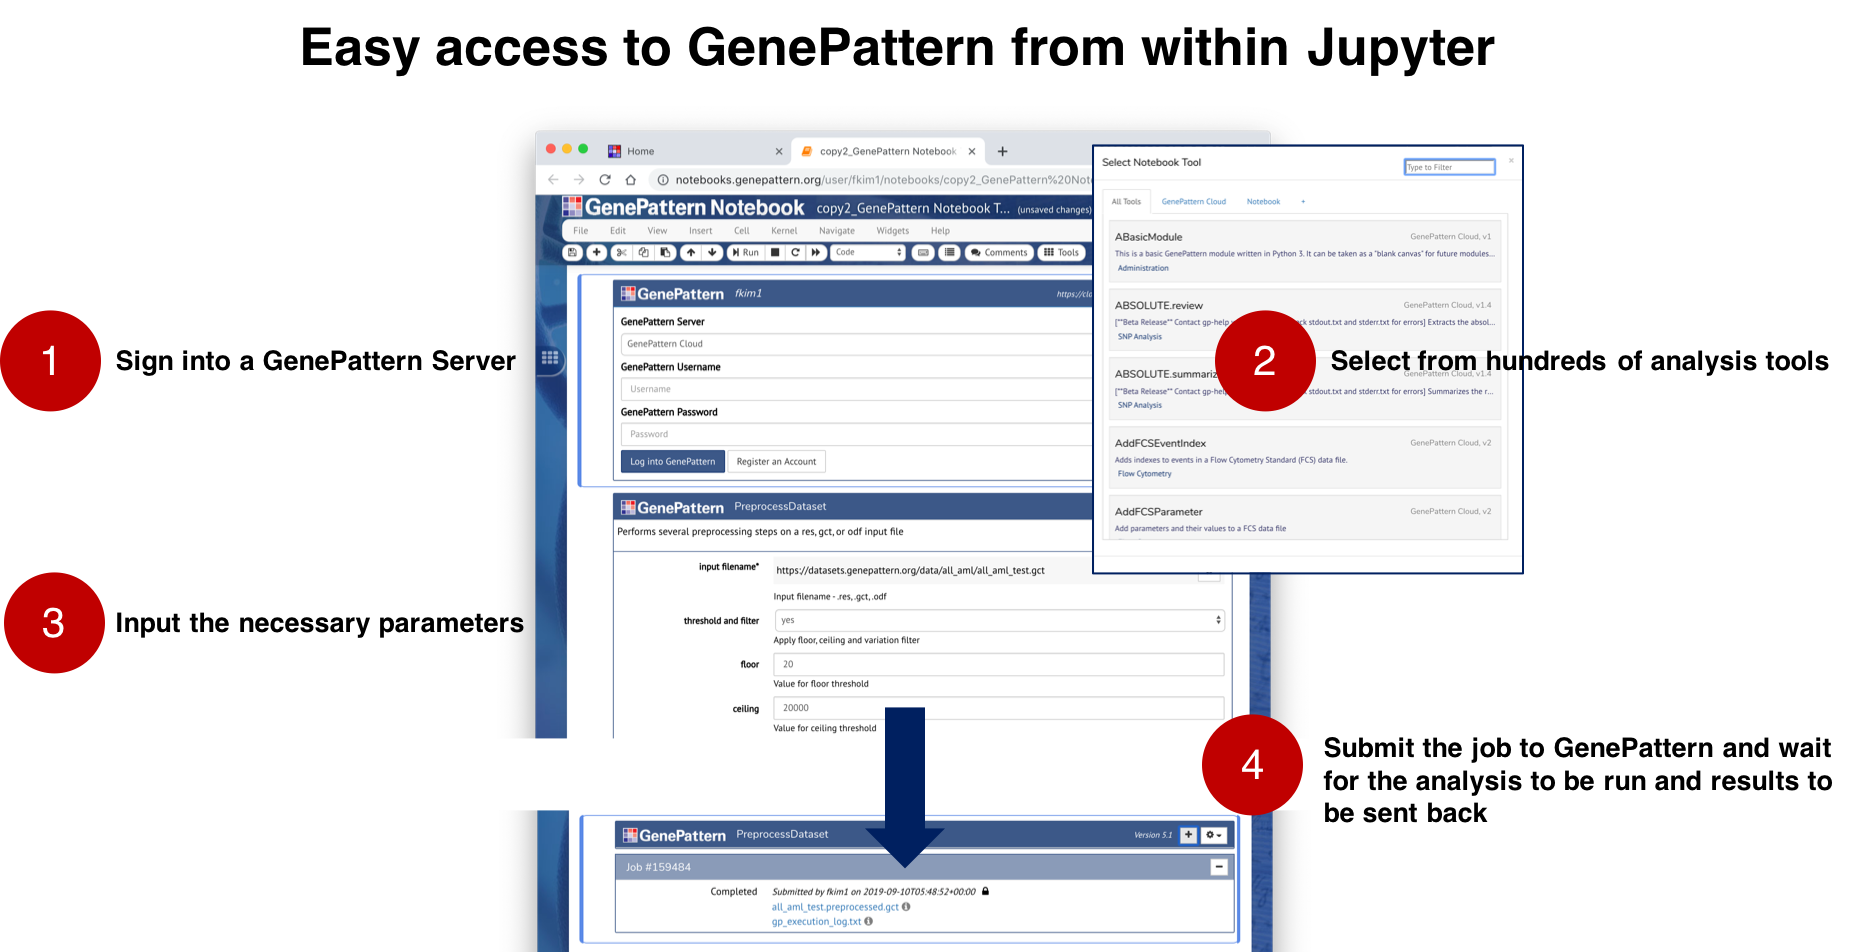 Easy access to GenePattern from within Jupyter
Home
copy2_GenePattern Notebook
notebooks.genepattern.org/user/fkim1/notebooks/copy2_GenePattern%20Not
GenePattern Notebook copy2_GenePattern Notebook T... (unsaved changes)
File Edit View Insert Cell Kernel Navigate Widgets Help
Run Code Comments Tools
GenePattern fkim1 https://clo
GenePattern Server
GenePattern Cloud
GenePattern Username
Username
GenePattern Password
Password
Log into GenePattern Register an Account
1 Sign into a GenePattern Server
Select Notebook Tool
Type to Filter
All Tools GenePattern Cloud Notebook +
ABasicModule GenePattern Cloud, v1
This is a basic GenePattern module written in Python 3. It can be taken as a "blank canvas" for future modules...
Administration
ABSOLUTE.review GenePattern Cloud, v1.4
[**Beta Release** Contact gp-help ck stdout.txt and stderr.txt for errors] Extracts the absol...
SNP Analysis
ABSOLUTE.summariz GenePattern Cloud, v1.4
[**Beta Release** Contact gp-hel stdout.txt and stderr.txt for errors] Summarizes the r...
SNP Analysis
AddFCSEventIndex GenePattern Cloud, v2
Adds indexes to events in a Flow Cytometry Standard (FCS) data file.
Flow Cytometry
AddFCSParameter GenePattern Cloud, v2
Add parameters and their values to a FCS data file
2 Select from hundreds of analysis tools
GenePattern PreprocessDataset
Performs several preprocessing steps on a res, gct, or odf input file
input filename* https://datasets.genepattern.org/data/all_aml/all_aml_test.gct
Input filename - .res, .gct, .odf
threshold and filter yes
Apply floor, ceiling and variation filter
floor 20
Value for floor threshold
ceiling 20000
Value for ceiling threshold
3 Input the necessary parameters
4 Submit the job to GenePattern and wait
for the analysis to be run and results to
be sent back
GenePattern PreprocessDataset Version 5.1
Job #159484
Completed Submitted by fkim1 on 2019-09-10T05:48:52+00:00
all_aml_test.preprocessed.gct
gp_execution_log.txt